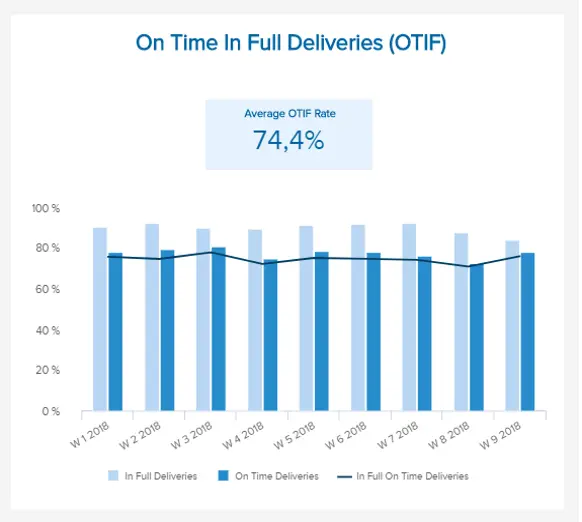 On Time In Full Deliveries (OTIF)
Average OTIF Rate
74,4%
100 %
80 %
60 %
40 %
20 %
0 %
W 1 2018
W 2 2018
W 3 2018
W 4 2018
W 5 2018
W 6 2018
W 7 2018
W 8 2018
W 9 2018
In Full Deliveries
On Time Deliveries
In Full On Time Deliveries